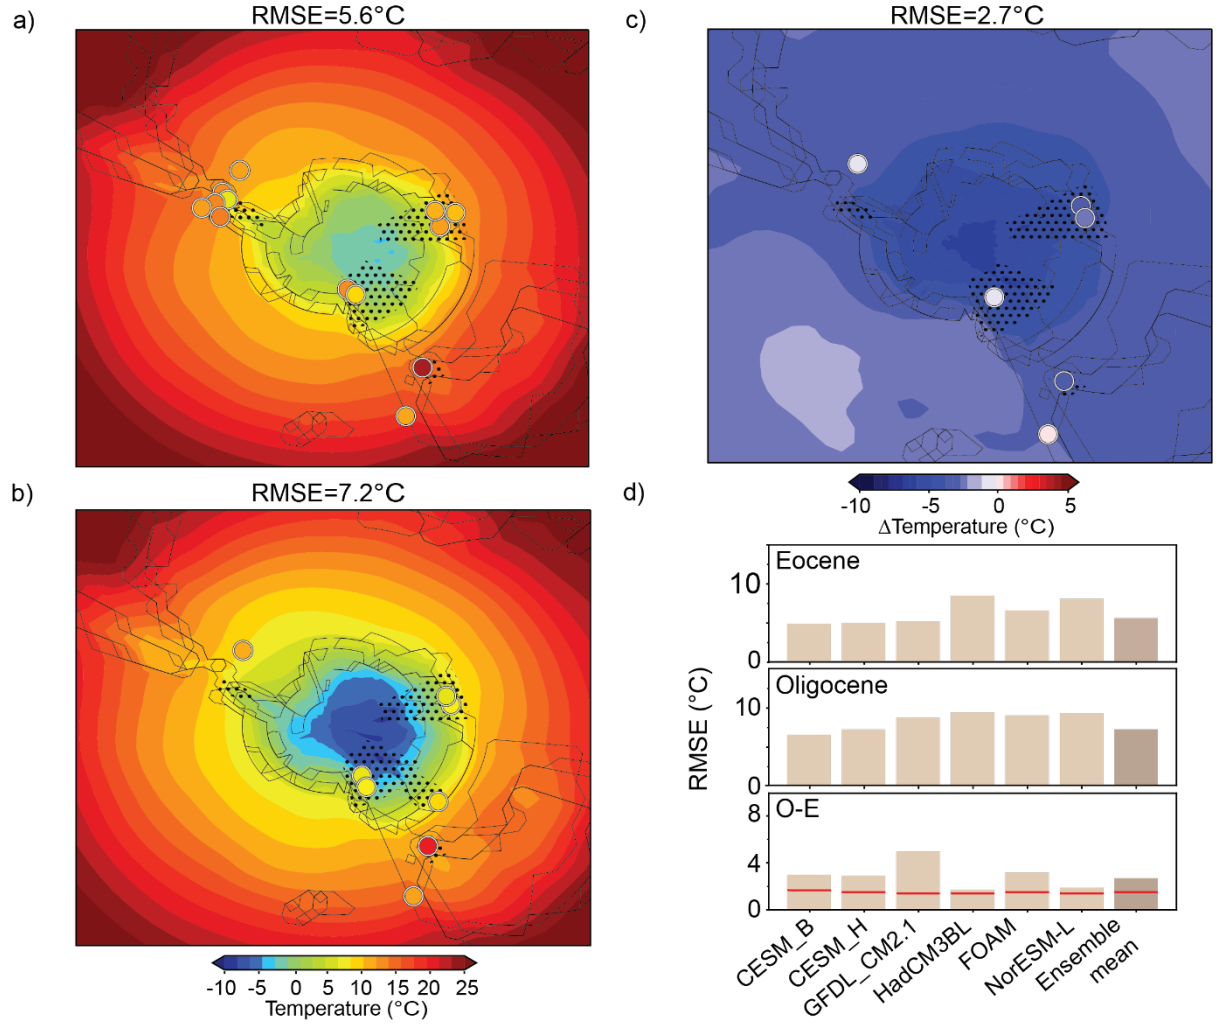 a)
RMSE=5.6°C
c)
RMSE=2.7°C
b)
RMSE=7.2°C
-10 -5 0 5
ΔTemperature (°C)
d)
Eocene
10
0
Oligocene
10
0
RMSE (°C)
O-E
8
4
0
CESM_B
CESM_H
GFDL_CM2.1
HadCM3BL
FOAM
NorESM-L
Ensemble
mean
-10 -5 0 5 10 15 20 25
Temperature (°C)